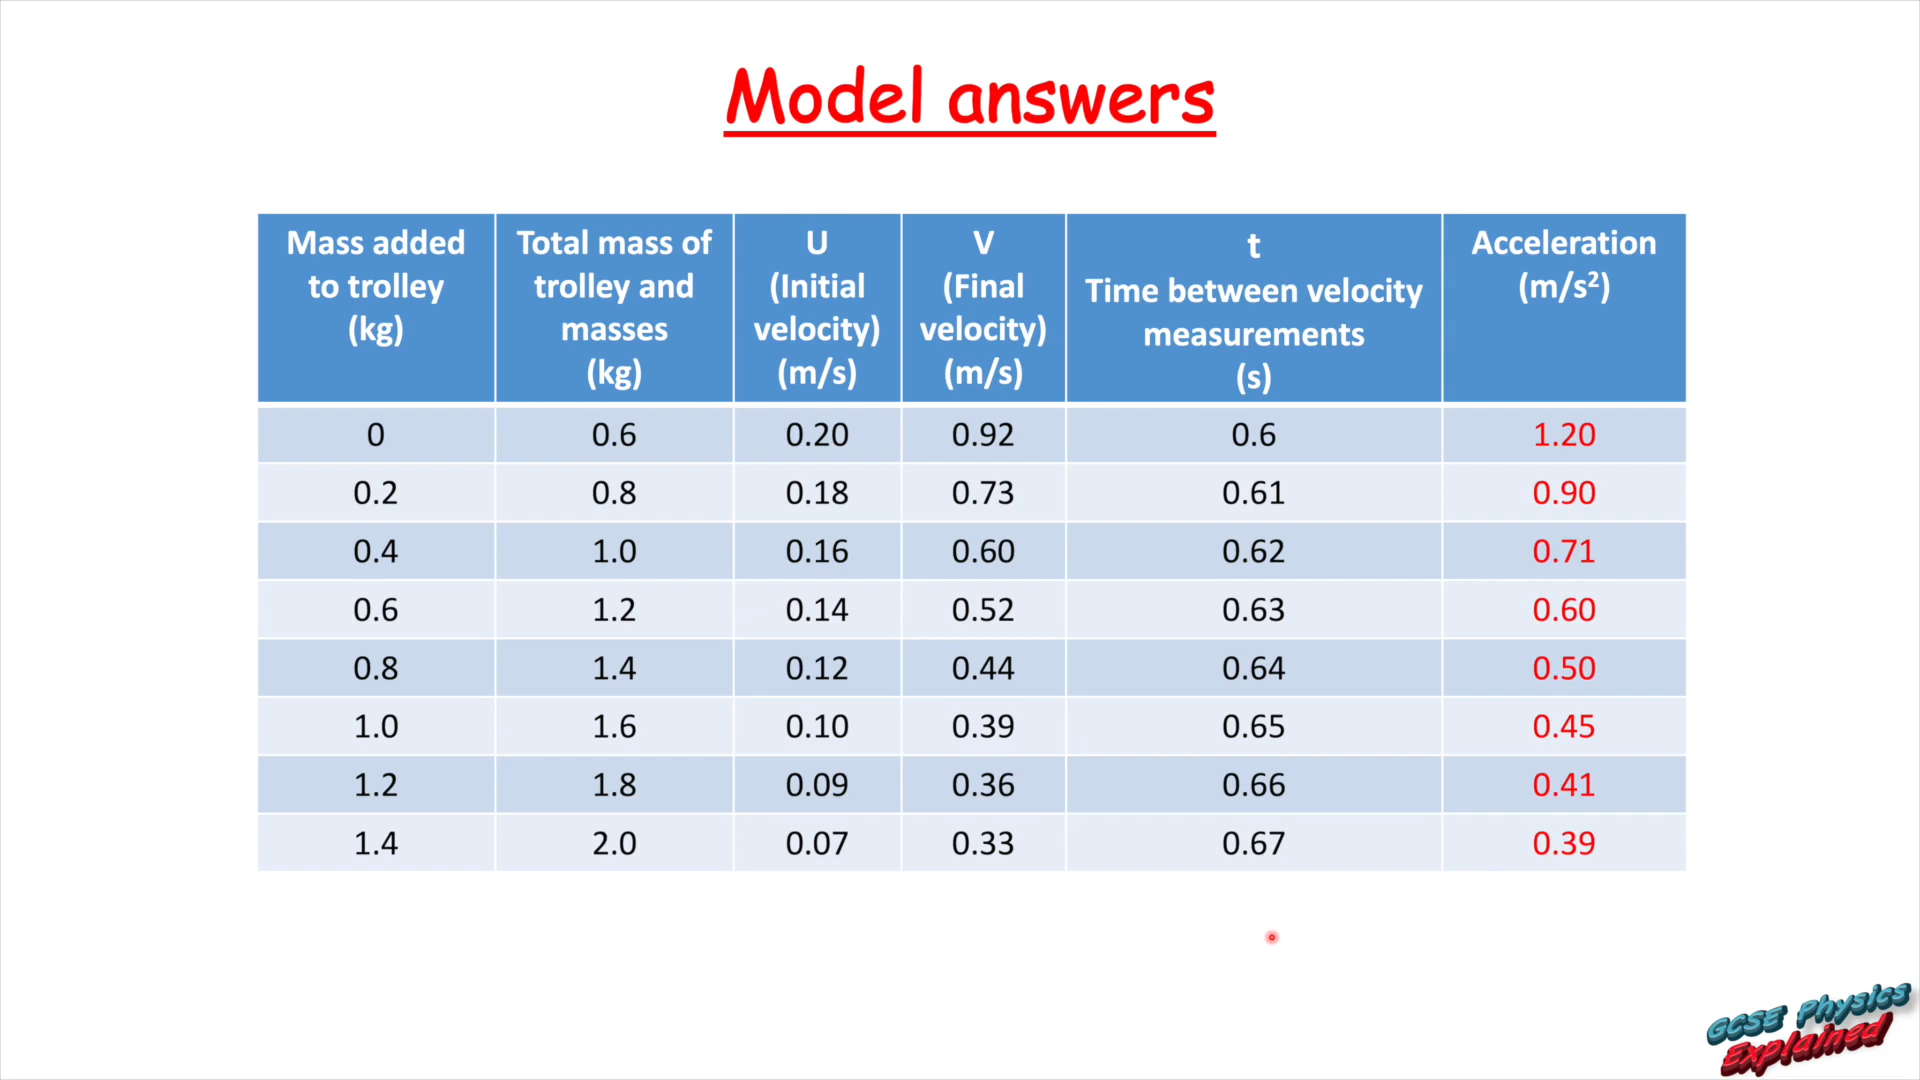 Model answers
Mass added to trolley (kg) Total mass of trolley and masses (kg) U (Initial velocity) (m/s) V (Final velocity) (m/s) t Time between velocity measurements (s) Acceleration (m/s²)
0 0.6 0.20 0.92 0.6 1.20
0.2 0.8 0.18 0.73 0.61 0.90
0.4 1.0 0.16 0.60 0.62 0.71
0.6 1.2 0.14 0.52 0.63 0.60
0.8 1.4 0.12 0.44 0.64 0.50
1.0 1.6 0.10 0.39 0.65 0.45
1.2 1.8 0.09 0.36 0.66 0.41
1.4 2.0 0.07 0.33 0.67 0.39
GCSE Physics
Explained